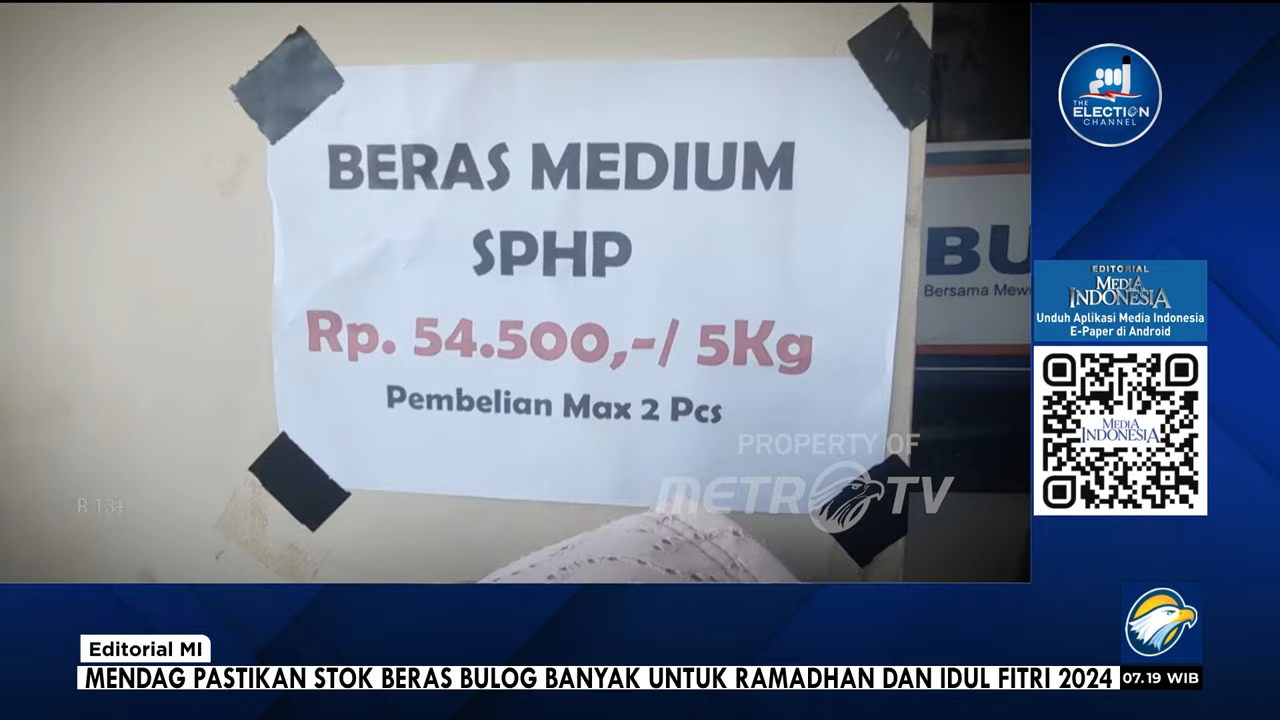 BERAS MEDIUM
SPHP
Rp. 54.500,-/ 5Kg
Pembelian Max 2 Pcs
BU
Bersama Mew
PROPERTY OF
METRO TV
R 13+
THE
ELECTION
CHANNEL
EDITORIAL
MEDIA
INDONESIA
Unduh Aplikasi Media Indonesia
E-Paper di Android
MEDIA
INDONESIA
Editorial MI
MENDAG PASTIKAN STOK BERAS BULOG BANYAK UNTUK RAMADHAN DAN IDUL FITRI 2024
07.19 WIB